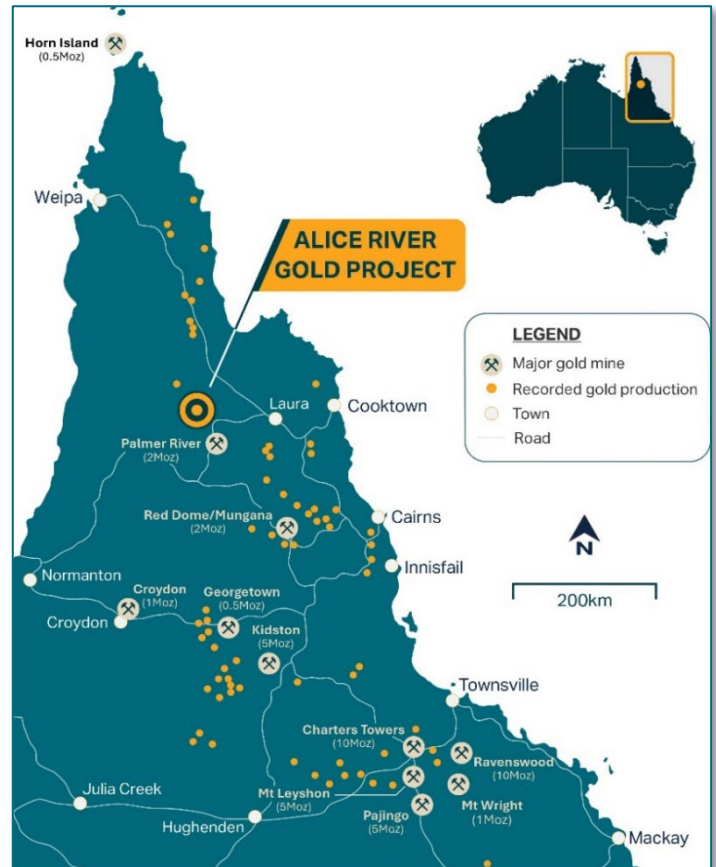 Horn Island
(0.5Moz)
Weipa
ALICE RIVER
GOLD PROJECT
LEGEND
Major gold mine
Recorded gold production
Town
Road
Laura
Cooktown
Palmer River
(2Moz)
Red Dome/Mungana
(2Moz)
Cairns
N
Innisfail
Normanton
200km
Croydon
(1Moz)
Georgetown
(0.5Moz)
Croydon
Kidston
(5Moz)
Townsville
Charters Towers
(10Moz)
Ravenswood
(10Moz)
Mt Leyshon
(5Moz)
Mt Wright
(1Moz)
Pajingo
(5Moz)
Julia Creek
Hughenden
Mackay